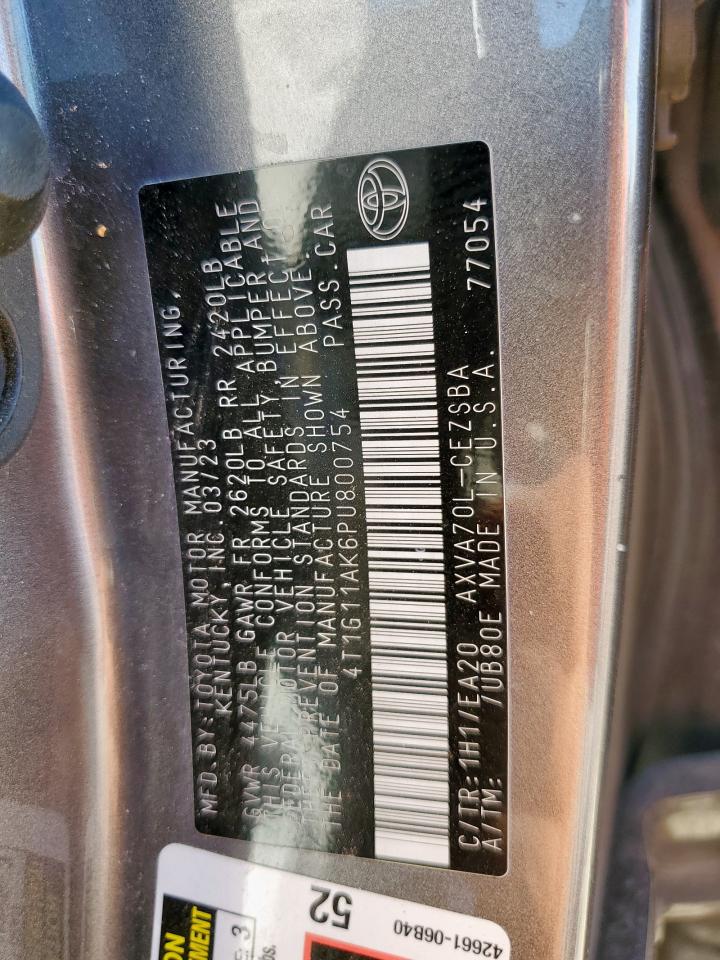 MFD. BY: TOYOTA MOTOR MANUFACTURING,
KENTUCKY, INC. 03/23
GVWR 4475LB GAWR FR 2620LB RR 2420LB
THIS VEHICLE CONFORMS TO ALL APPLICABLE
FEDERAL MOTOR VEHICLE SAFETY, BUMPER AND
THEFT PREVENTION STANDARDS IN EFFECT ON
THE DATE OF MANUFACTURE SHOWN ABOVE.
4T1G11AK6PU800754 PASS. CAR
C/TR: 1H1/EA20 AXVA70L-CEZSBA
A/TM: /UB80E MADE IN U.S.A. 77054
52
42661-06B40
3